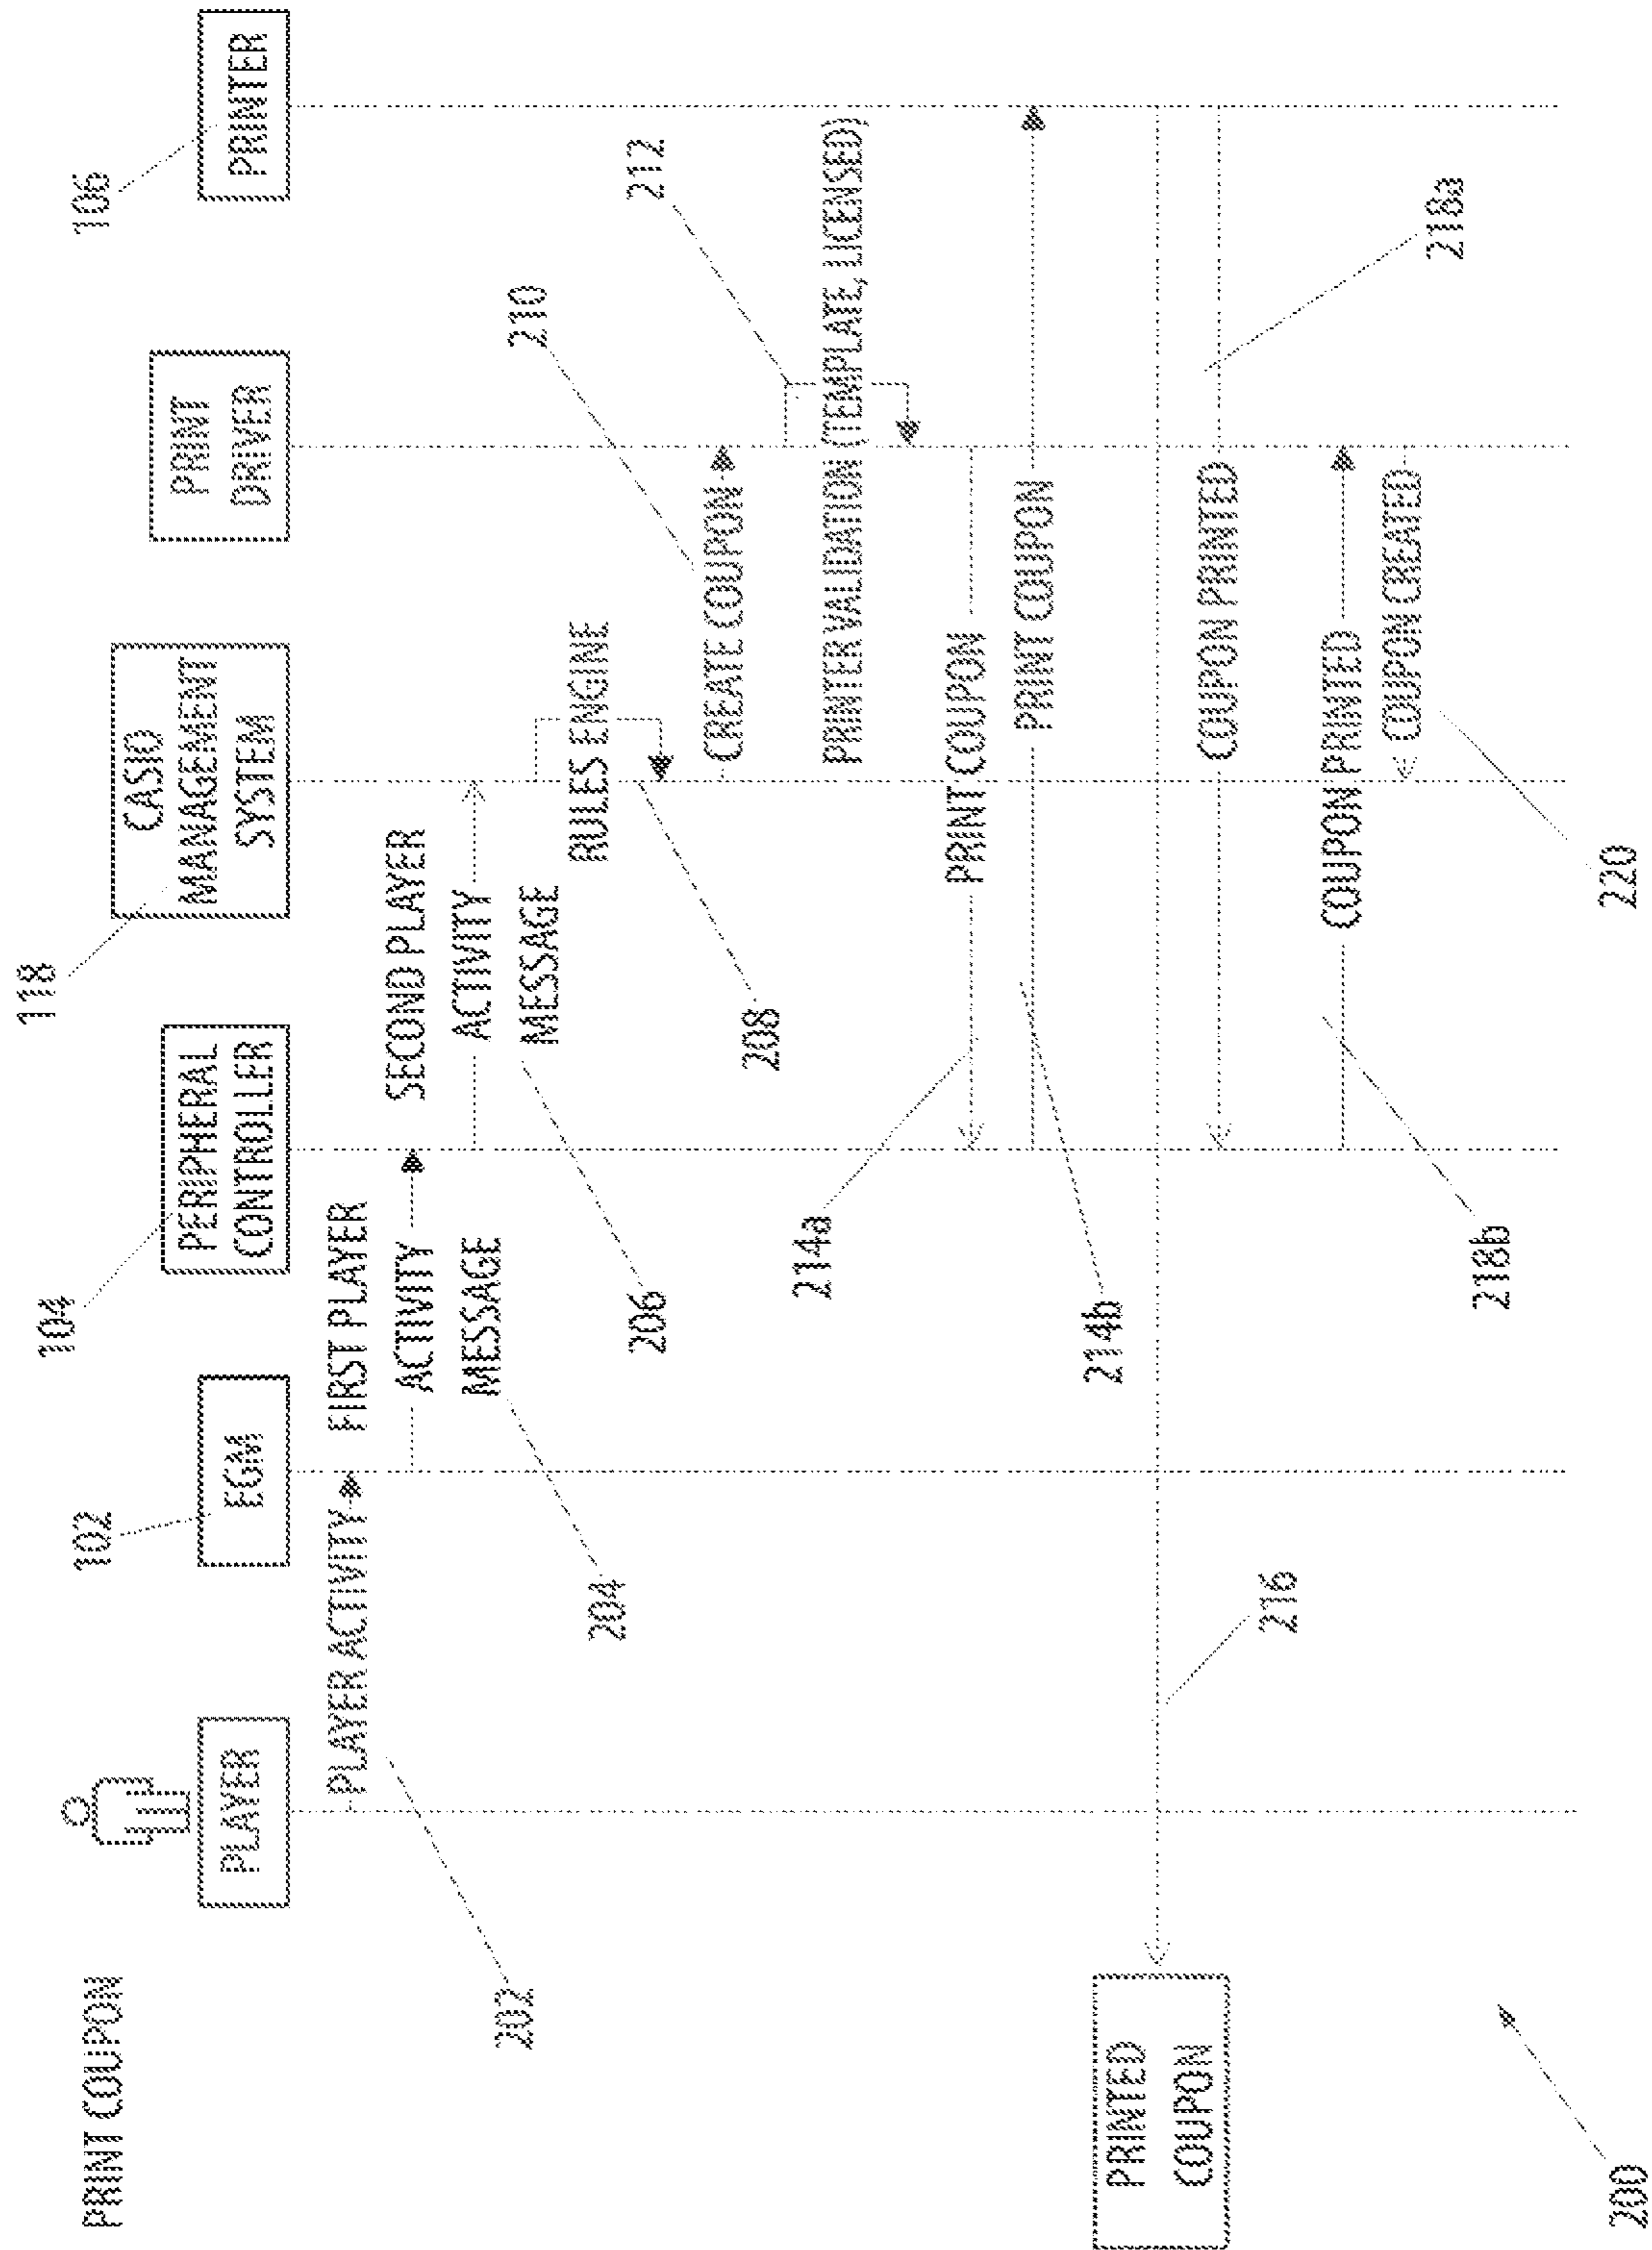 PRINT COUPON
PLAYER
102
EGM
104
PERIPHERAL
CONTROLLER
118
CASIO
MANAGEMENT
SYSTEM
PRINT
DRIVER
106
PRINTER
PLAYER ACTIVITY
202
FIRST PLAYER
ACTIVITY
MESSAGE
204
SECOND PLAYER
ACTIVITY
MESSAGE
206
RULES ENGINE
208
CREATE COUPON
210
212
PRINTER VALIDATION (TEMPLATE, LICENSED)
PRINT COUPON
214a
PRINT COUPON
214b
PRINTED
COUPON
216
COUPON PRINTED
218a
COUPON PRINTED
218b
COUPON CREATED
220
200